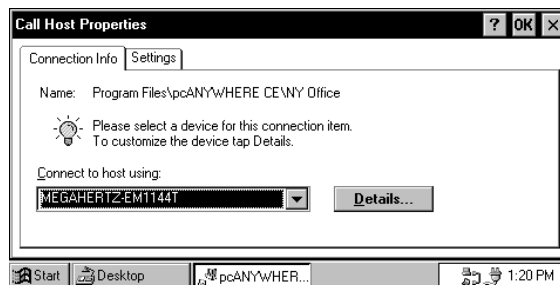 Call Host Properties ? OK ×
Connection Info Settings
Name: Program Files\pcANYWHERE CE\NY Office
Please select a device for this connection item.
To customize the device tap Details.
Connect to host using:
MEGAHERTZ-EM1144T Details...
Start Desktop pcANYWHER... 1:20 PM